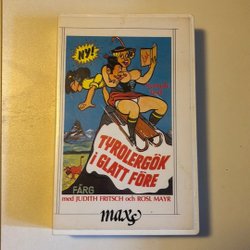 NY!
TYROLERGÖK
i GLATT FÖRE
FÄRG
med JUDITH FRITSCH och ROSL MAYR
max